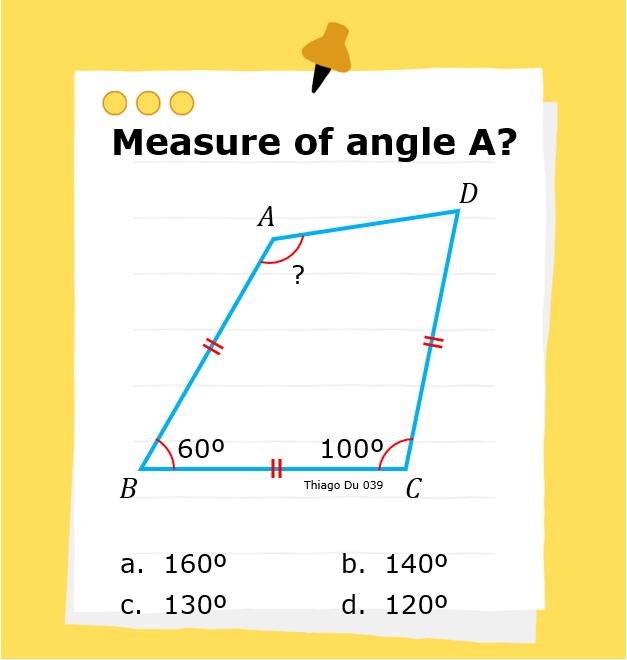 Measure of angle A?
D
A
?
60º 100º
B Thiago Du 039 C
a. 160º b. 140º
c. 130º d. 120º